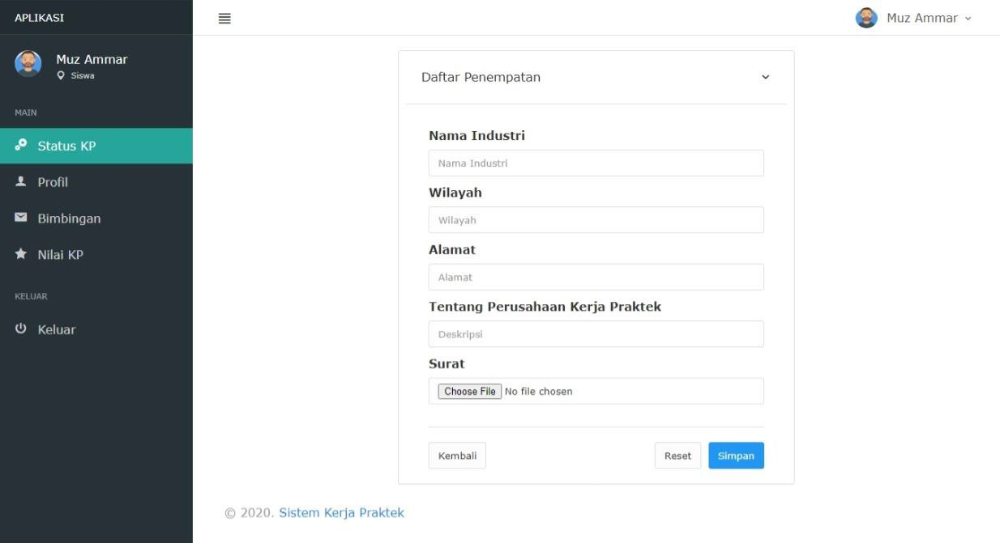 APLIKASI
Muz Ammar
Muz Ammar
Siswa
MAIN
Status KP
Profil
Bimbingan
Nilai KP
KELUAR
Keluar
Daftar Penempatan
Nama Industri
Nama Industri
Wilayah
Wilayah
Alamat
Alamat
Tentang Perusahaan Kerja Praktek
Deskripsi
Surat
Choose File No file chosen
Kembali Reset Simpan
© 2020. Sistem Kerja Praktek